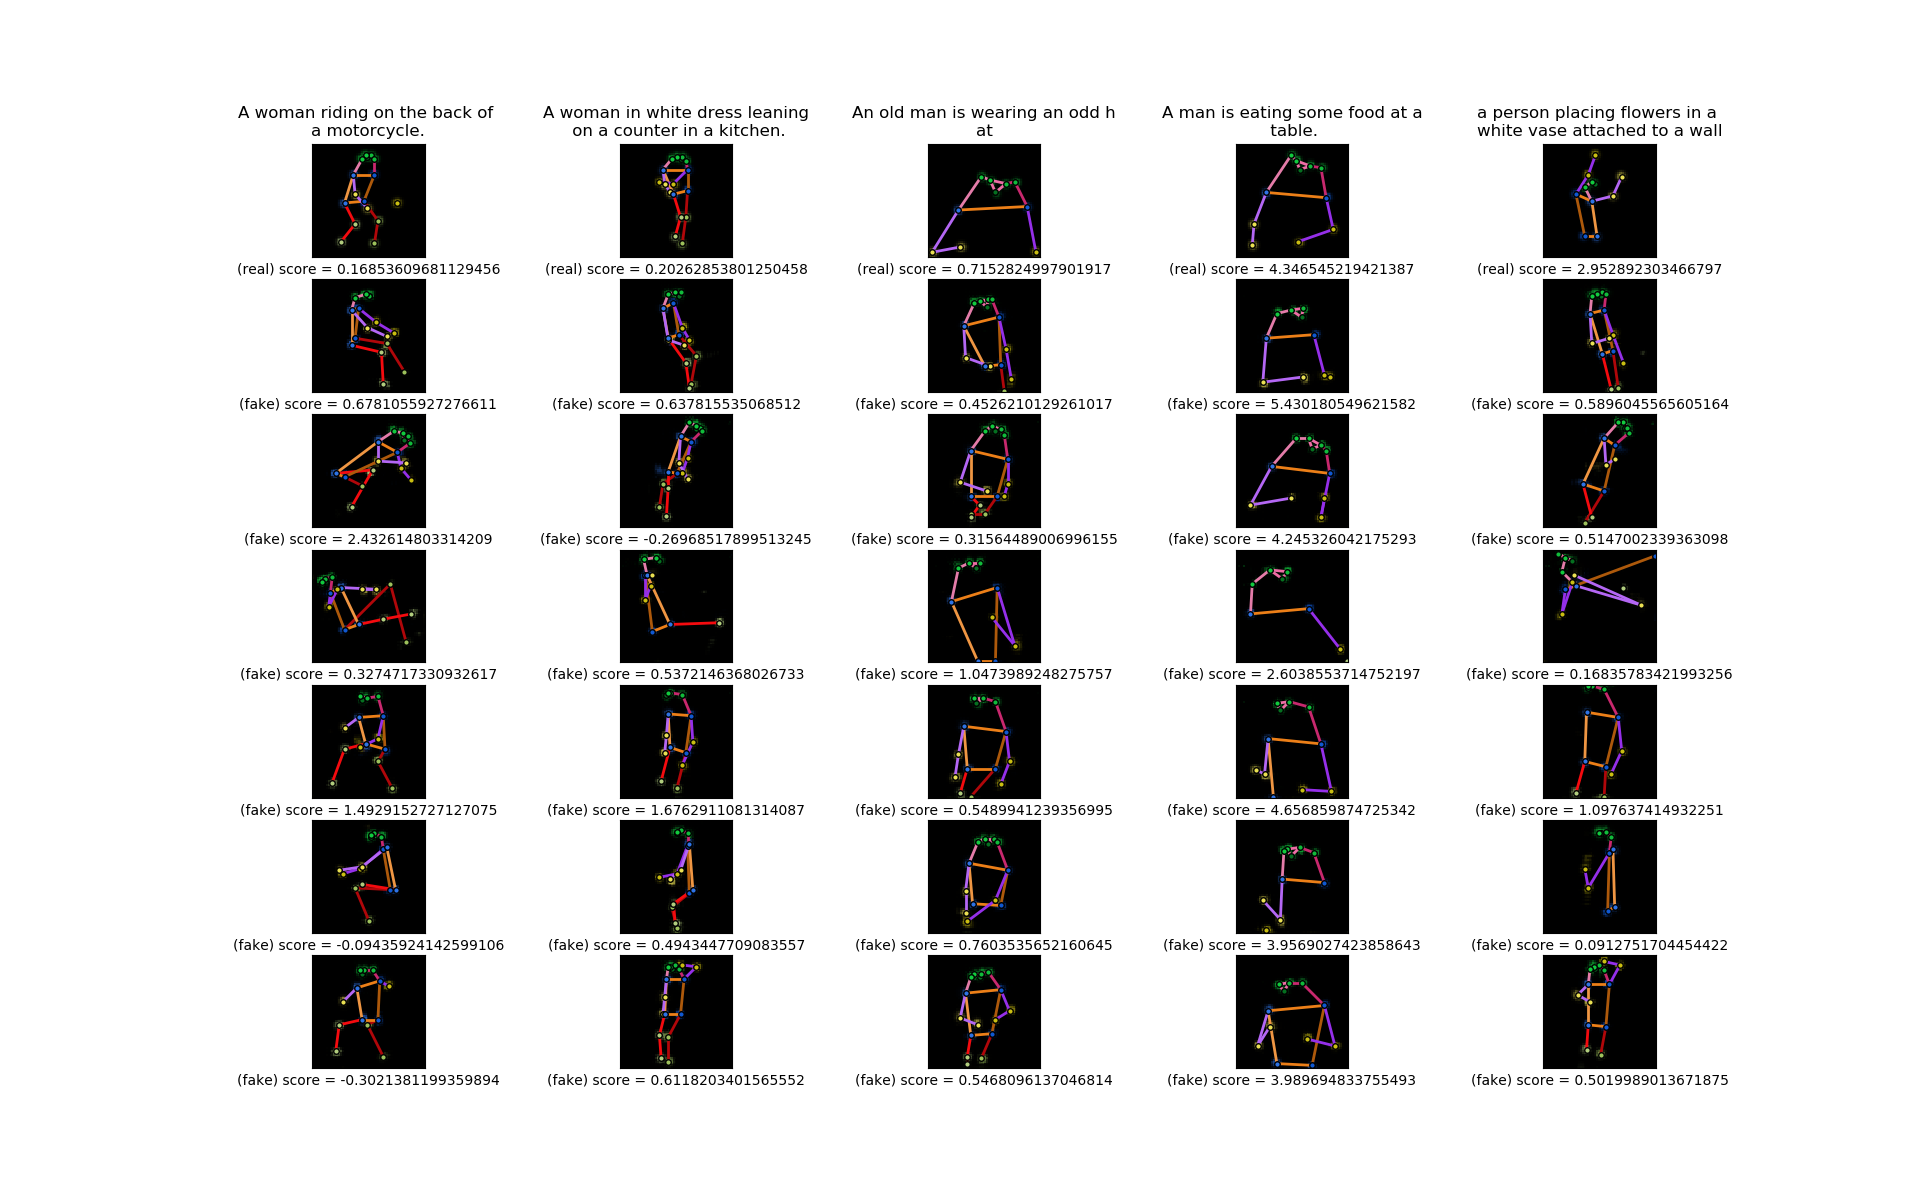 A woman riding on the back of
a motorcycle.
A woman in white dress leaning
on a counter in a kitchen.
An old man is wearing an odd h
at
A man is eating some food at a
table.
a person placing flowers in a
white vase attached to a wall
(real) score = 0.16853609681129456
(real) score = 0.20262853801250458
(real) score = 0.7152824997901917
(real) score = 4.346545219421387
(real) score = 2.952892303466797
(fake) score = 0.6781055927276611
(fake) score = 0.637815535068512
(fake) score = 0.4526210129261017
(fake) score = 5.430180549621582
(fake) score = 0.5896045565605164
(fake) score = 2.432614803314209
(fake) score = -0.26968517899513245
(fake) score = 0.31564489006996155
(fake) score = 4.245326042175293
(fake) score = 0.5147002339363098
(fake) score = 0.3274717330932617
(fake) score = 0.5372146368026733
(fake) score = 1.0473989248275757
(fake) score = 2.6038553714752197
(fake) score = 0.16835783421993256
(fake) score = 1.4929152727127075
(fake) score = 1.6762911081314087
(fake) score = 0.5489941239356995
(fake) score = 4.656859874725342
(fake) score = 1.097637414932251
(fake) score = -0.09435924142599106
(fake) score = 0.4943447709083557
(fake) score = 0.7603535652160645
(fake) score = 3.9569027423858643
(fake) score = 0.0912751704454422
(fake) score = -0.3021381199359894
(fake) score = 0.6118203401565552
(fake) score = 0.5468096137046814
(fake) score = 3.989694833755493
(fake) score = 0.5019989013671875